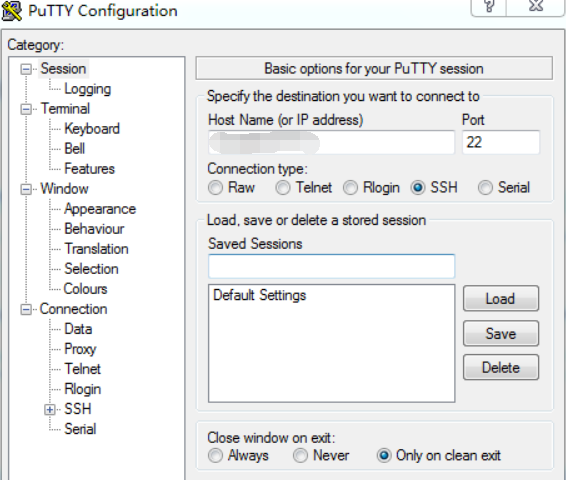 PuTTY Configuration
Category:
Session
Logging
Terminal
Keyboard
Bell
Features
Window
Appearance
Behaviour
Translation
Selection
Colours
Connection
Data
Proxy
Telnet
Rlogin
SSH
Serial
Basic options for your PuTTY session
Specify the destination you want to connect to
Host Name (or IP address) Port
22
Connection type:
Raw Telnet Rlogin SSH Serial
Load, save or delete a stored session
Saved Sessions
Default Settings
Load
Save
Delete
Close window on exit:
Always Never Only on clean exit